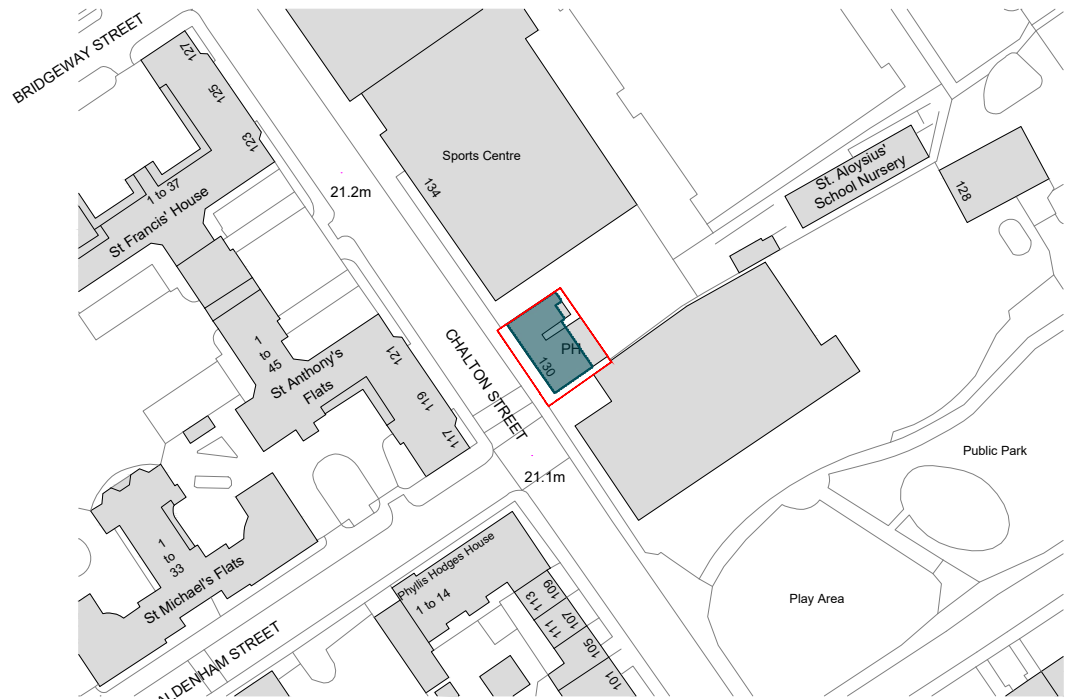 BRIDGEWAY STREET
127
125
123
1 to 37
St Francis' House
21.2m
Sports Centre
134
St. Aloysius'
School Nursery
128
1
to
45
St Anthony's
Flats
121
119
117
CHALTON STREET
PH
130
21.1m
Public Park
Play Area
1
to
33
St Michael's Flats
Phyllis Hodges House
1 to 14
109
113
107
111
105
101
ALDENHAM STREET